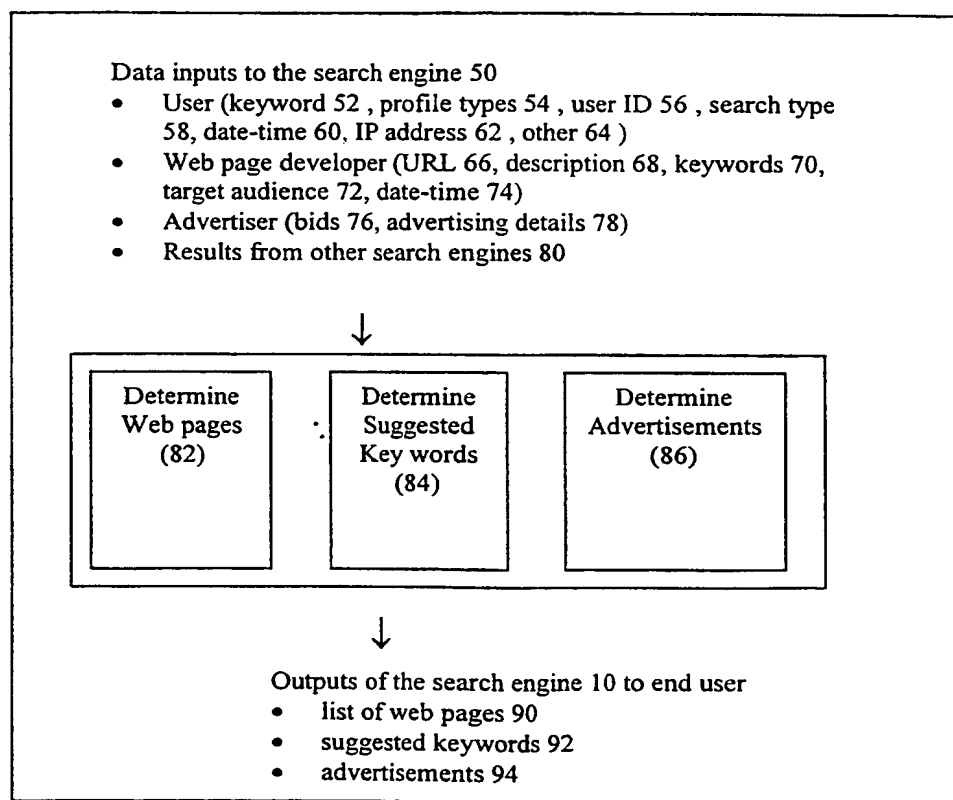 Data inputs to the search engine 50
• User (keyword 52 , profile types 54 , user ID 56 , search type
58, date-time 60, IP address 62 , other 64 )
• Web page developer (URL 66, description 68, keywords 70,
target audience 72, date-time 74)
• Advertiser (bids 76, advertising details 78)
• Results from other search engines 80
↓
Determine
Web pages
(82)
Determine
Suggested
Key words
(84)
Determine
Advertisements
(86)
↓
Outputs of the search engine 10 to end user
• list of web pages 90
• suggested keywords 92
• advertisements 94